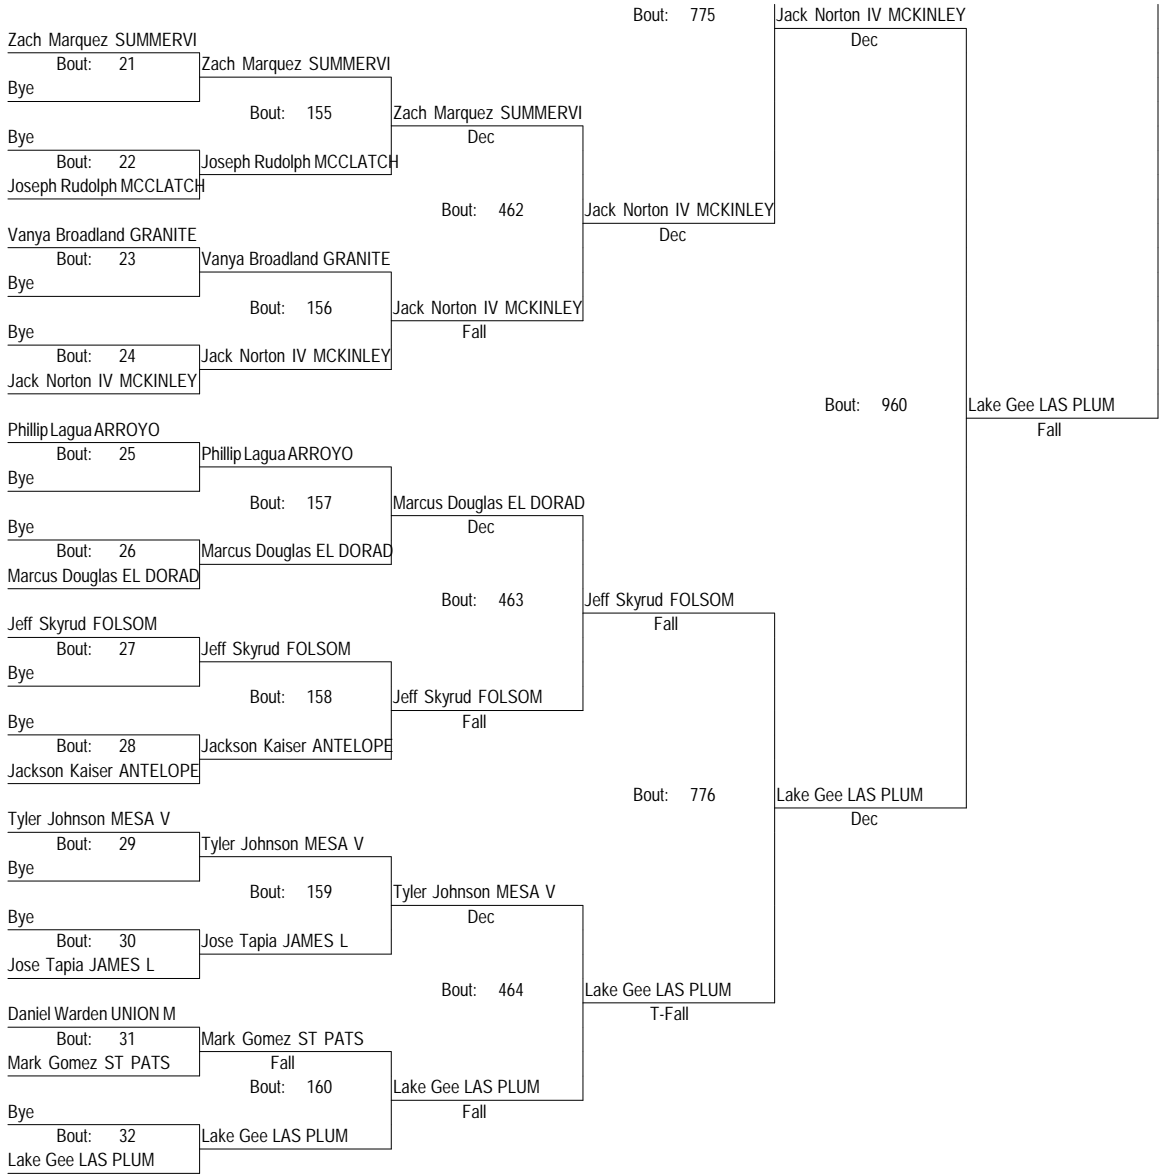 Bout: 775 Jack Norton IV MCKINLEY
Dec
Zach Marquez SUMMERVI
Bout: 21 Zach Marquez SUMMERVI
Bye
Bout: 155 Zach Marquez SUMMERVI
Dec
Bye
Bout: 22 Joseph Rudolph MCCLATCH
Joseph Rudolph MCCLATCH
Bout: 462 Jack Norton IV MCKINLEY
Dec
Vanya Broadland GRANITE
Bout: 23 Vanya Broadland GRANITE
Bye
Bout: 156 Jack Norton IV MCKINLEY
Fall
Bye
Bout: 24 Jack Norton IV MCKINLEY
Jack Norton IV MCKINLEY
Bout: 960 Lake Gee LAS PLUM
Fall
Phillip Lagua ARROYO
Bout: 25 Phillip Lagua ARROYO
Bye
Bout: 157 Marcus Douglas EL DORAD
Dec
Bye
Bout: 26 Marcus Douglas EL DORAD
Marcus Douglas EL DORAD
Bout: 463 Jeff Skyrud FOLSOM
Fall
Jeff Skyrud FOLSOM
Bout: 27 Jeff Skyrud FOLSOM
Bye
Bout: 158 Jeff Skyrud FOLSOM
Fall
Bye
Bout: 28 Jackson Kaiser ANTELOPE
Jackson Kaiser ANTELOPE
Bout: 776 Lake Gee LAS PLUM
Dec
Tyler Johnson MESA V
Bout: 29 Tyler Johnson MESA V
Bye
Bout: 159 Tyler Johnson MESA V
Dec
Bye
Bout: 30 Jose Tapia JAMES L
Jose Tapia JAMES L
Bout: 464 Lake Gee LAS PLUM
T-Fall
Daniel Warden UNION M
Bout: 31 Mark Gomez ST PATS
Mark Gomez ST PATS
Fall
Bout: 160 Lake Gee LAS PLUM
Fall
Bye
Bout: 32 Lake Gee LAS PLUM
Lake Gee LAS PLUM